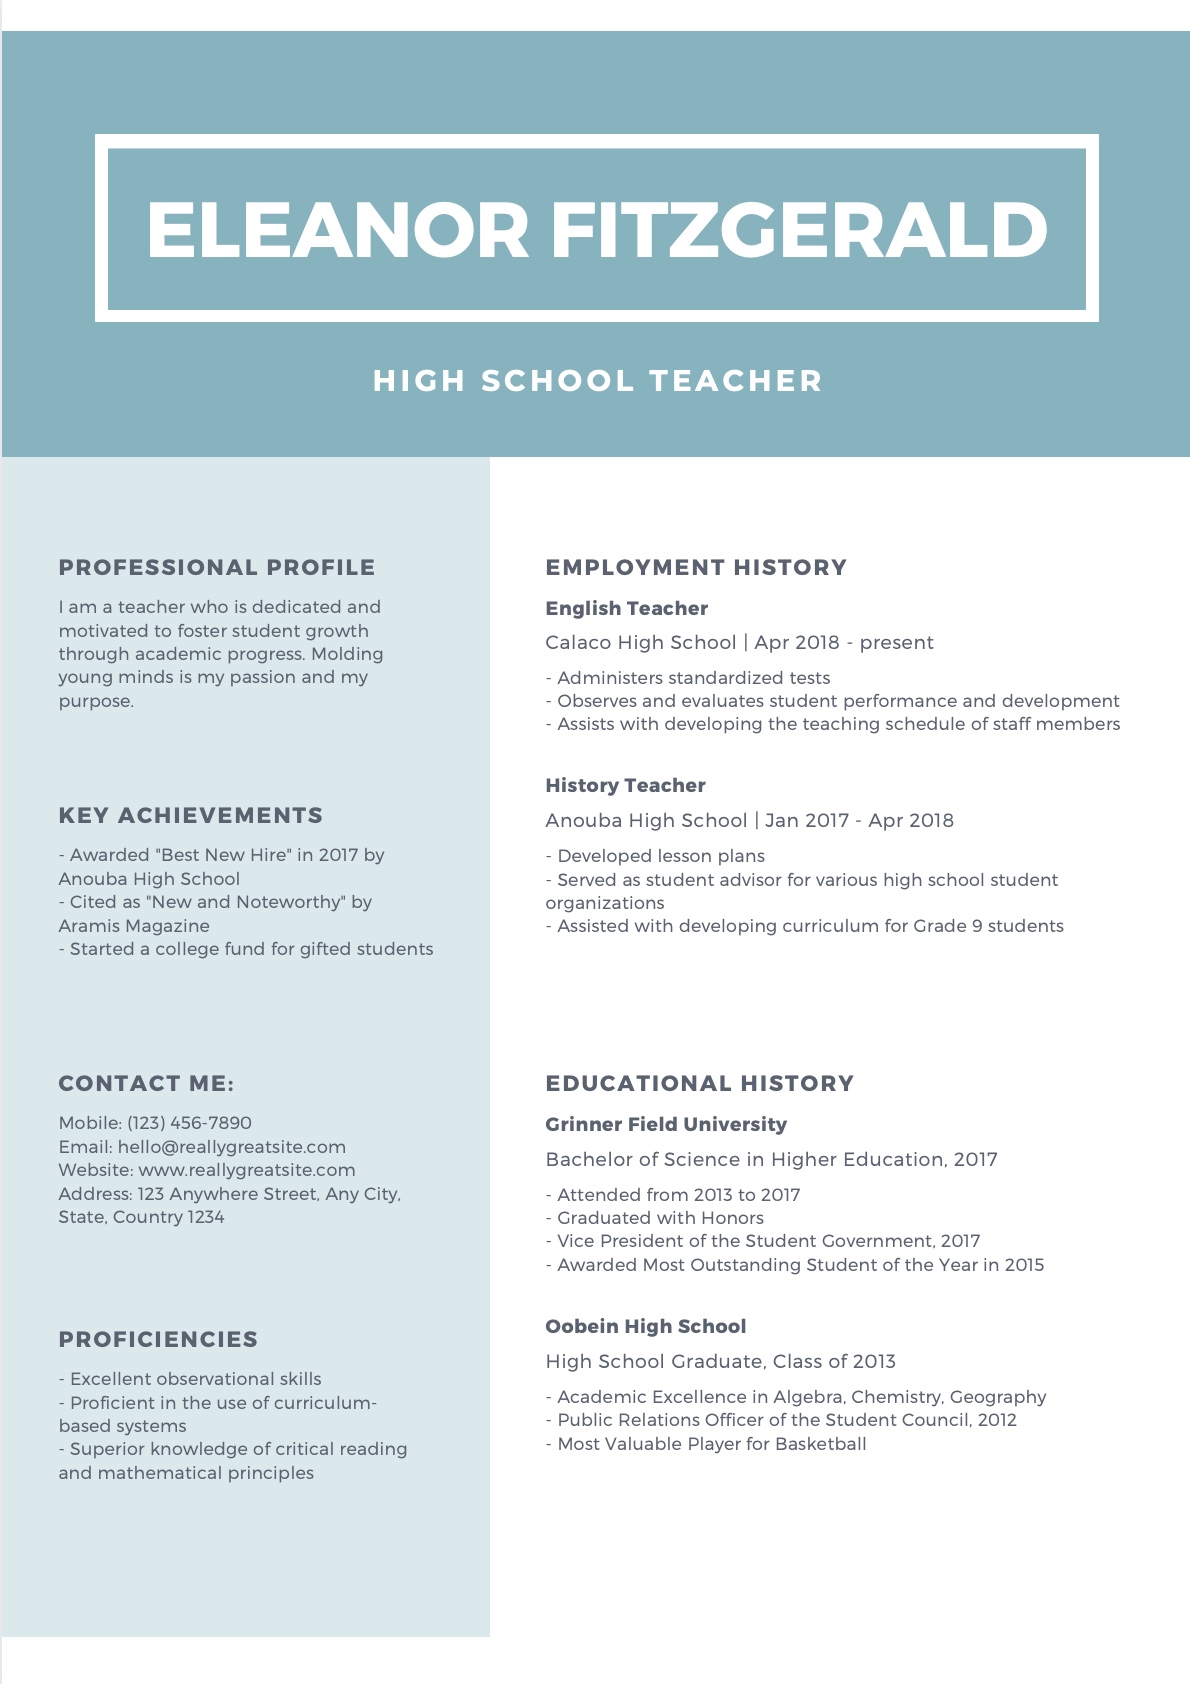 ELEANOR FITZGERALD
HIGH SCHOOL TEACHER
PROFESSIONAL PROFILE
I am a teacher who is dedicated and
motivated to foster student growth
through academic progress. Molding
young minds is my passion and my
purpose.
KEY ACHIEVEMENTS
- Awarded "Best New Hire" in 2017 by
Anouba High School
- Cited as "New and Noteworthy" by
Aramis Magazine
- Started a college fund for gifted students
CONTACT ME:
Mobile: (123) 456-7890
Email: hello@reallygreatsite.com
Website: www.reallygreatsite.com
Address: 123 Anywhere Street, Any City,
State, Country 1234
PROFICIENCIES
- Excellent observational skills
- Proficient in the use of curriculum-
based systems
- Superior knowledge of critical reading
and mathematical principles
EMPLOYMENT HISTORY
English Teacher
Calaco High School | Apr 2018 - present
- Administers standardized tests
- Observes and evaluates student performance and development
- Assists with developing the teaching schedule of staff members
History Teacher
Anouba High School | Jan 2017 - Apr 2018
- Developed lesson plans
- Served as student advisor for various high school student
organizations
- Assisted with developing curriculum for Grade 9 students
EDUCATIONAL HISTORY
Grinner Field University
Bachelor of Science in Higher Education, 2017
- Attended from 2013 to 2017
- Graduated with Honors
- Vice President of the Student Government, 2017
- Awarded Most Outstanding Student of the Year in 2015
Oobein High School
High School Graduate, Class of 2013
- Academic Excellence in Algebra, Chemistry, Geography
- Public Relations Officer of the Student Council, 2012
- Most Valuable Player for Basketball